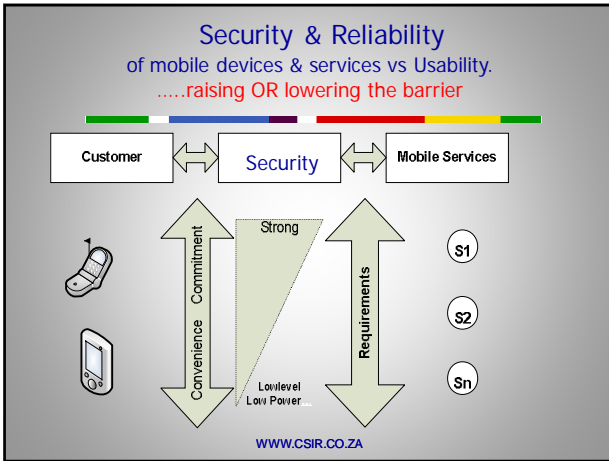 Security & Reliability
of mobile devices & services vs Usability.
.....raising OR lowering the barrier
Customer
Security
Mobile Services
Convenience Commitment
Strong
Lowlevel
Low Power
Requirements
S1
S2
Sn
WWW.CSIR.CO.ZA